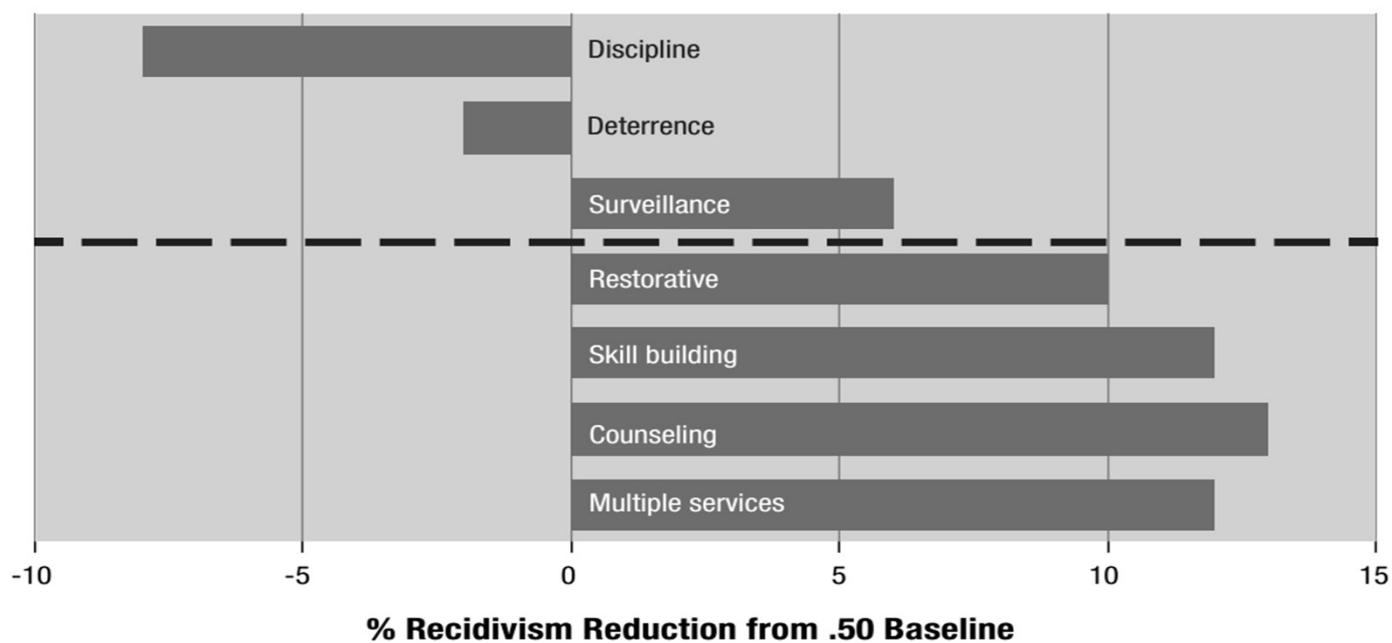 Discipline
Deterrence
Surveillance
Restorative
Skill building
Counseling
Multiple services
-10 -5 0 5 10 15
% Recidivism Reduction from .50 Baseline